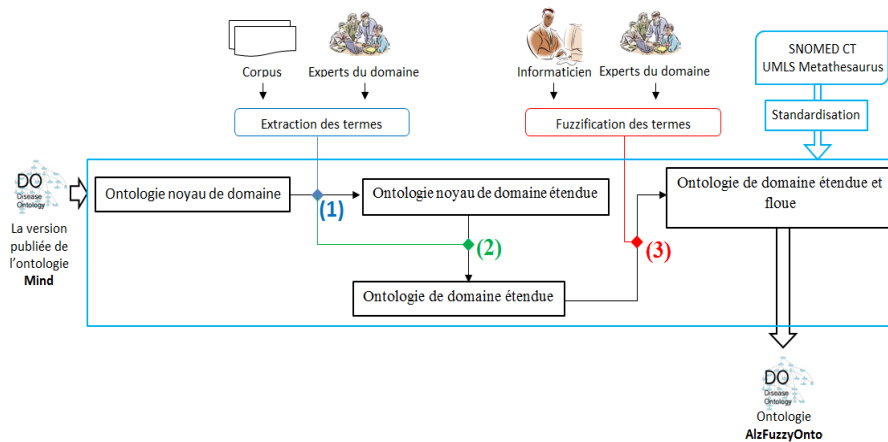 Corpus
Experts du domaine
Informaticien
Experts du domaine
SNOMED CT
UMLS Metathesaurus
Extraction des termes
Fuzzification des termes
Standardisation
DO
Disease
Ontology
La version
publiée de
l'ontologie
Mind
Ontologie noyau de domaine
(1)
Ontologie noyau de domaine étendue
Ontologie de domaine étendue et
floue
(2)
(3)
Ontologie de domaine étendue
DO
Disease
Ontology
Ontologie
AlzFuzzyOnto